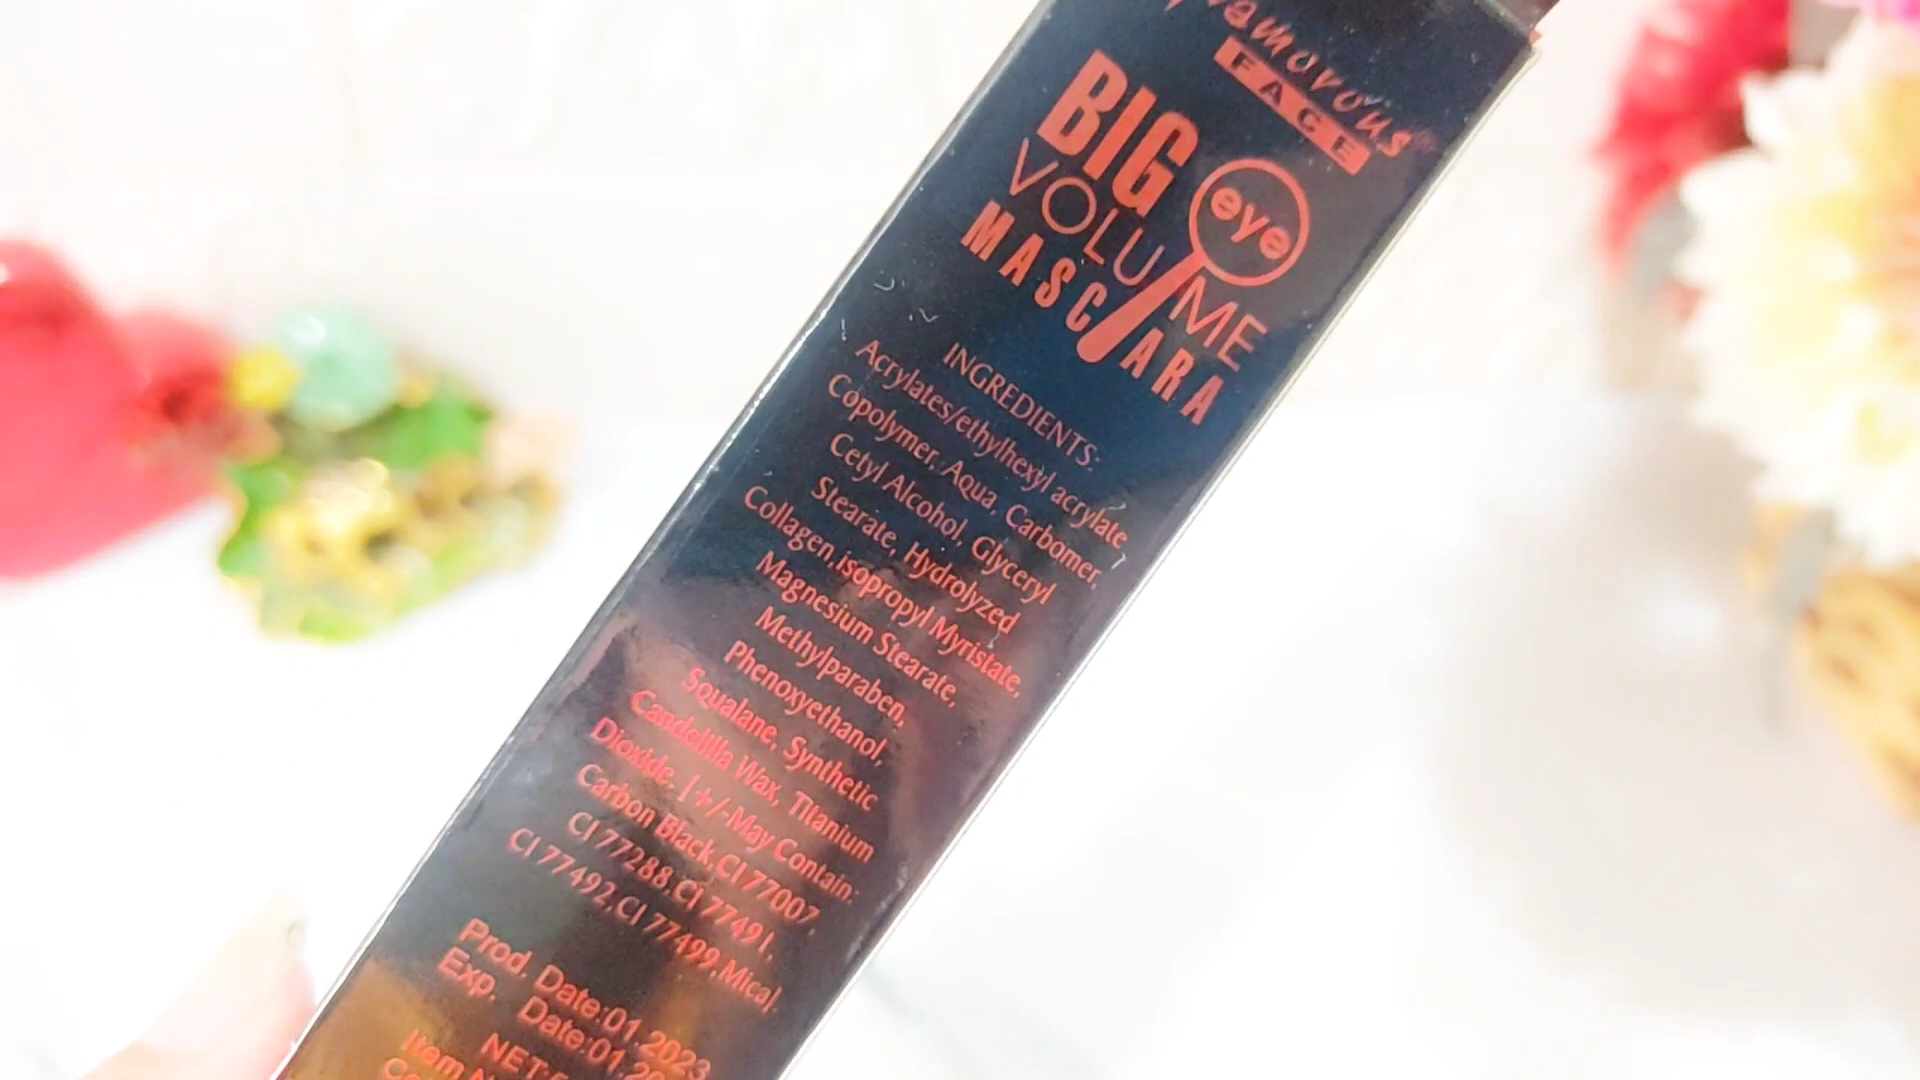 FACE
BIG
eye
VOLUME
MASCARA
INGREDIENTS:
Acrylates/ethylhexyl acrylate
Copolymer, Aqua, Carbomer,
Cetyl Alcohol, Glyceryl
Stearate, Hydrolyzed
Collagen,isopropyl Myristate,
Magnesium Stearate,
Methylparaben,
Phenoxyethanol,
Squalane, Synthetic
Candelilla Wax, Titanium
Dioxide. [+/-May Contain:
Carbon Black,CI 77007,
CI 77288,CI 77491,
CI 77492,CI 77499,Mica].
Prod. Date:01.2023
Exp. Date:01.20
NET:
Item